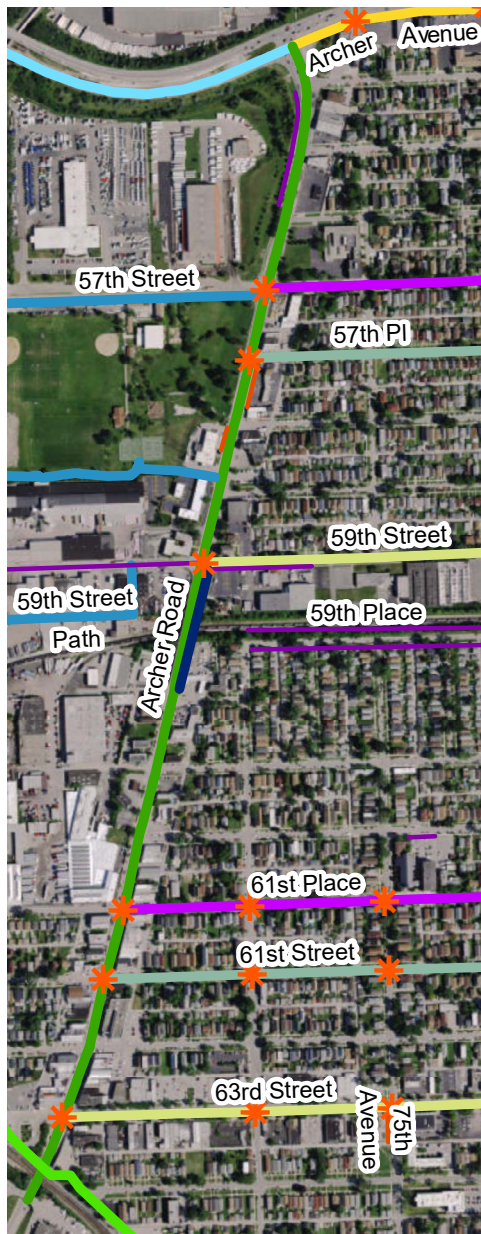 Archer
Avenue
57th Street
57th Pl
59th Street
59th Street
Path
59th Place
Archer Road
61st Place
61st Street
63rd Street
75th
Avenue